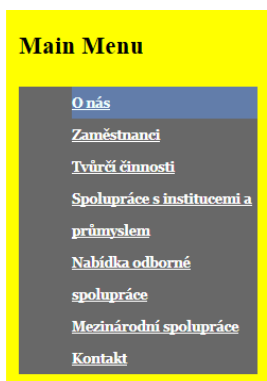 Main Menu
O nás
Zaměstnanci
Tvůrčí činnosti
Spolupráce s institucemi a
průmyslem
Nabídka odborné
spolupráce
Mezinárodní spolupráce
Kontakt